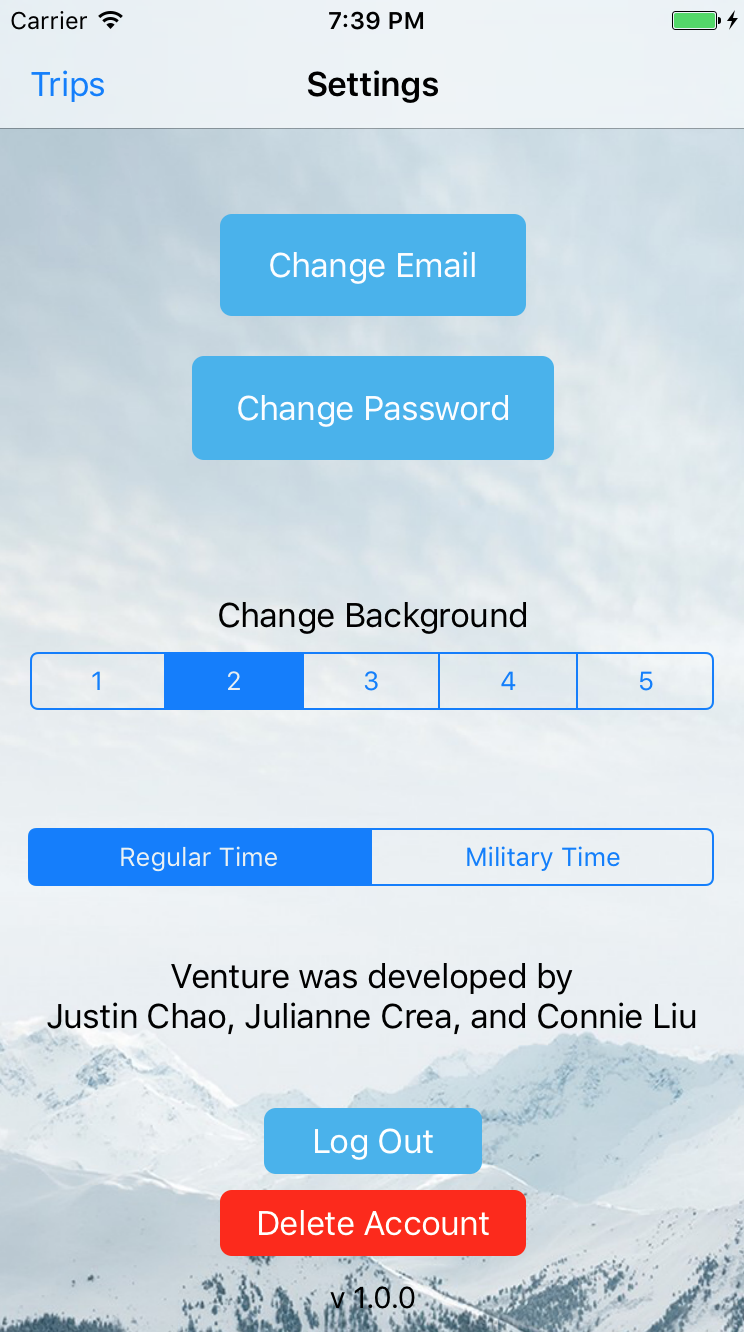 Carrier 7:39 PM
Trips Settings
Change Email
Change Password
Change Background
1 2 3 4 5
Regular Time Military Time
Venture was developed by
Justin Chao, Julianne Crea, and Connie Liu
Log Out
Delete Account
v 1.0.0